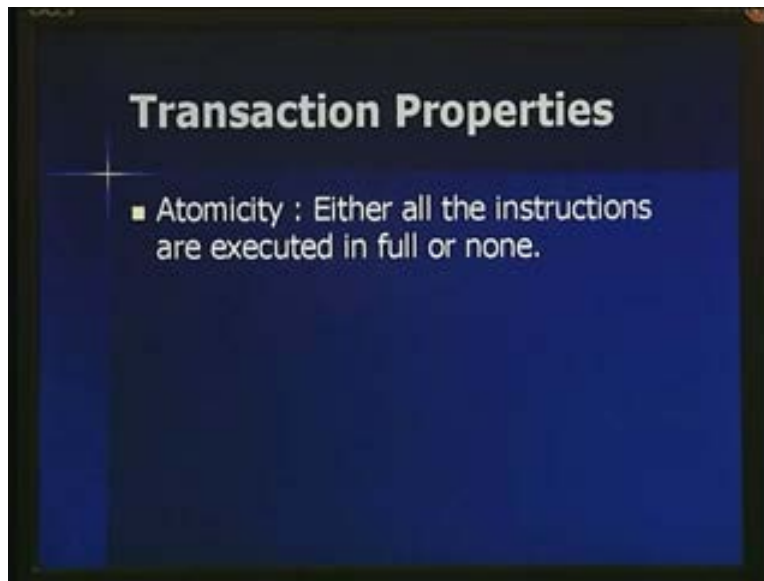 Transaction Properties
Atomicity : Either all the instructions
are executed in full or none.